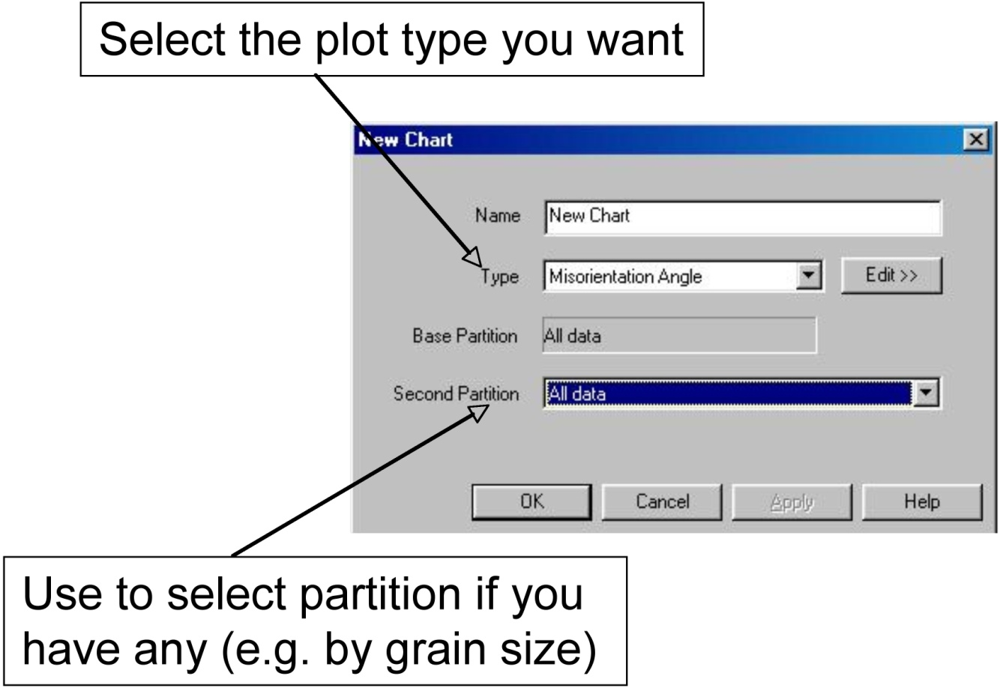 Select the plot type you want
New Chart
Name New Chart
Type Misorientation Angle Edit >>
Base Partition All data
Second Partition All data
OK Cancel Apply Help
Use to select partition if you
have any (e.g. by grain size)